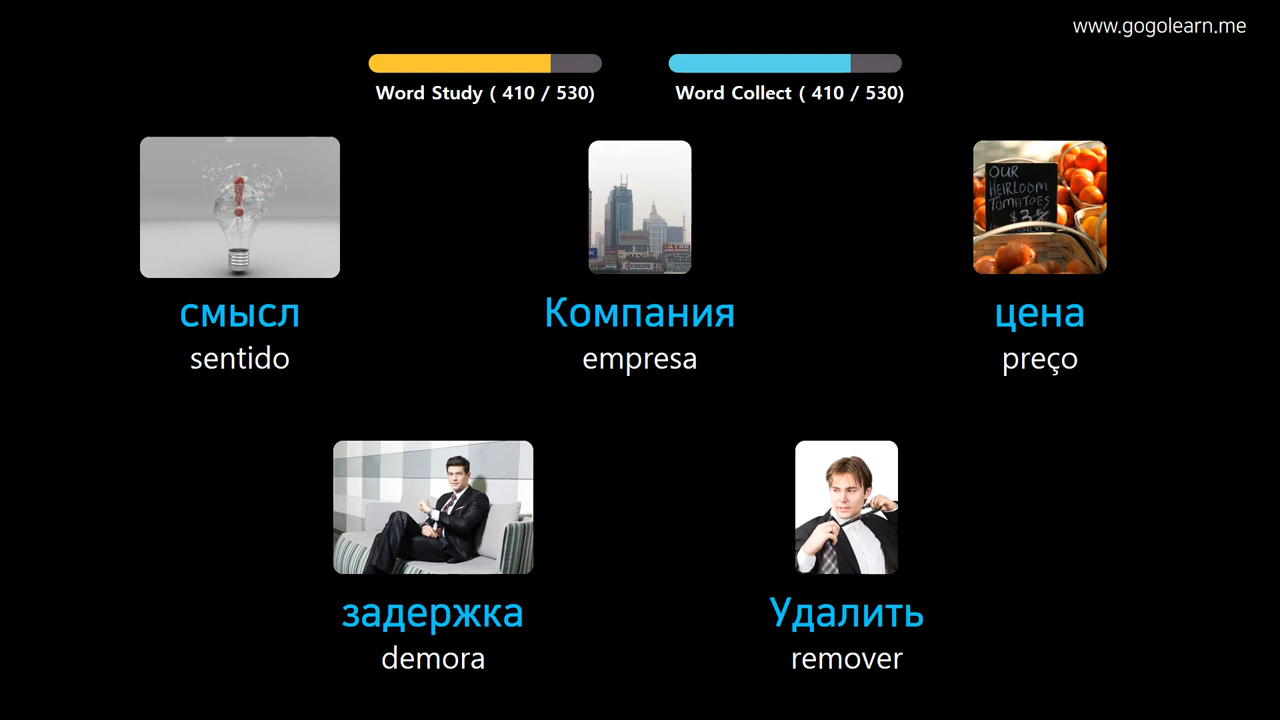 www.gogolearn.me
Word Study ( 410 / 530)
Word Collect ( 410 / 530)
OUR
HEIRLOOM
TOMATOES
смысл
Компания
цена
sentido
empresa
preço
задержка
Удалить
demora
remover